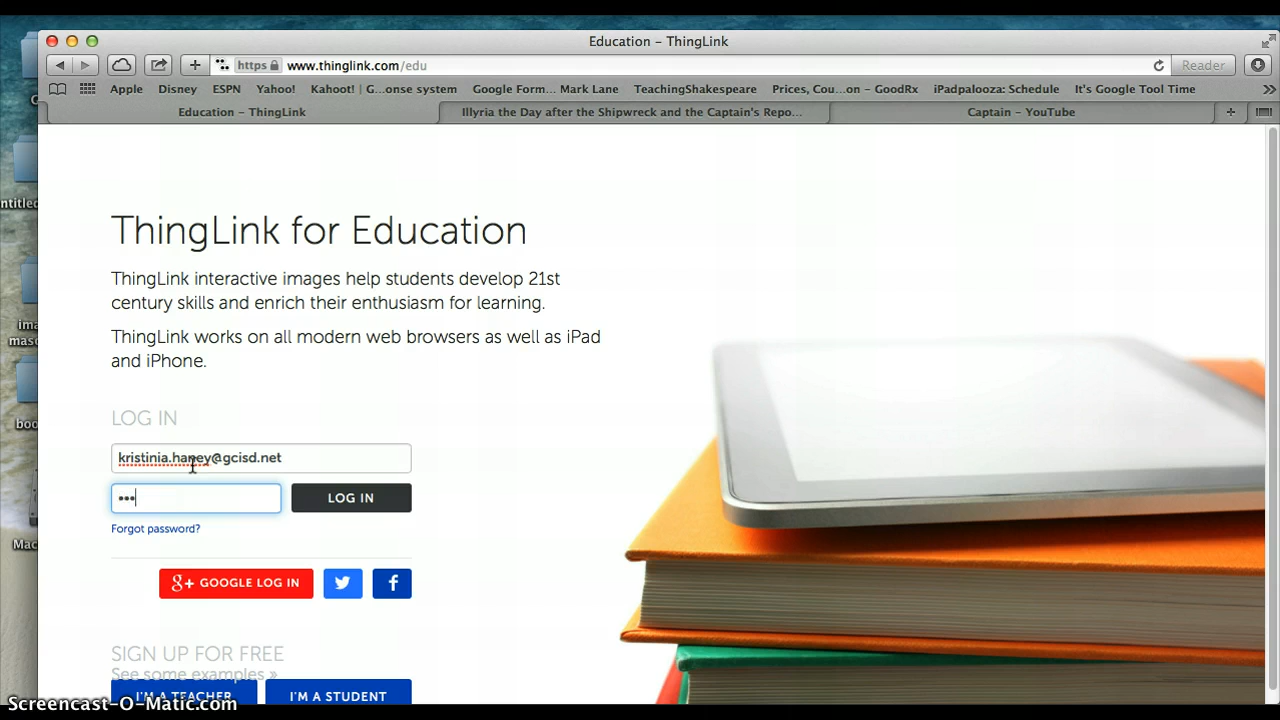 Education – ThingLink
https www.thinglink.com/edu Reader
Apple Disney ESPN Yahoo! Kahoot! | G...onse system Google Form... Mark Lane TeachingShakespeare Prices, Cou...on – GoodRx iPadpalooza: Schedule It's Google Tool Time
Education – ThingLink Illyria the Day after the Shipwreck and the Captain's Repo... Captain – YouTube
ntitled
ima
maso
boo
Mac
ThingLink for Education
ThingLink interactive images help students develop 21st
century skills and enrich their enthusiasm for learning.
ThingLink works on all modern web browsers as well as iPad
and iPhone.
LOG IN
kristinia.haney@gcisd.net
••• LOG IN
Forgot password?
g+ GOOGLE LOG IN
SIGN UP FOR FREE
See some examples »
I'M A TEACHER I'M A STUDENT
Screencast-O-Matic.com